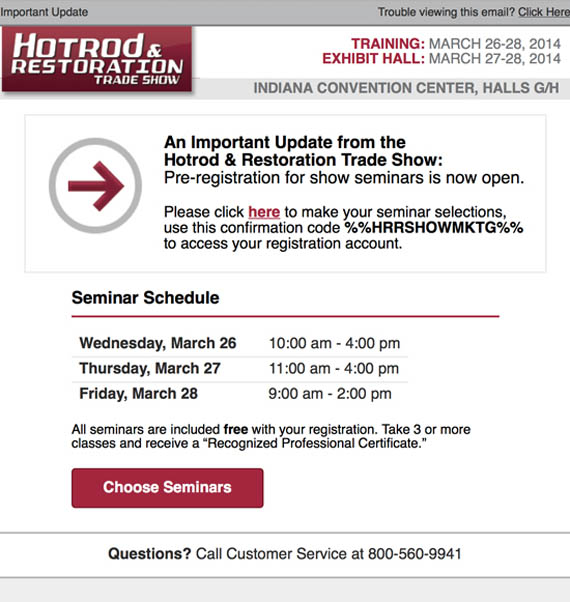 Important Update
Trouble viewing this email? Click Here
HOTROD &
RESTORATION
TRADE SHOW
TRAINING: MARCH 26-28, 2014
EXHIBIT HALL: MARCH 27-28, 2014
INDIANA CONVENTION CENTER, HALLS G/H
An Important Update from the
Hotrod & Restoration Trade Show:
Pre-registration for show seminars is now open.
Please click here to make your seminar selections,
use this confirmation code %%HRRSHOWMKTG%%
to access your registration account.
Seminar Schedule
Wednesday, March 26 10:00 am - 4:00 pm
Thursday, March 27 11:00 am - 4:00 pm
Friday, March 28 9:00 am - 2:00 pm
All seminars are included free with your registration. Take 3 or more
classes and receive a “Recognized Professional Certificate.”
Choose Seminars
Questions? Call Customer Service at 800-560-9941